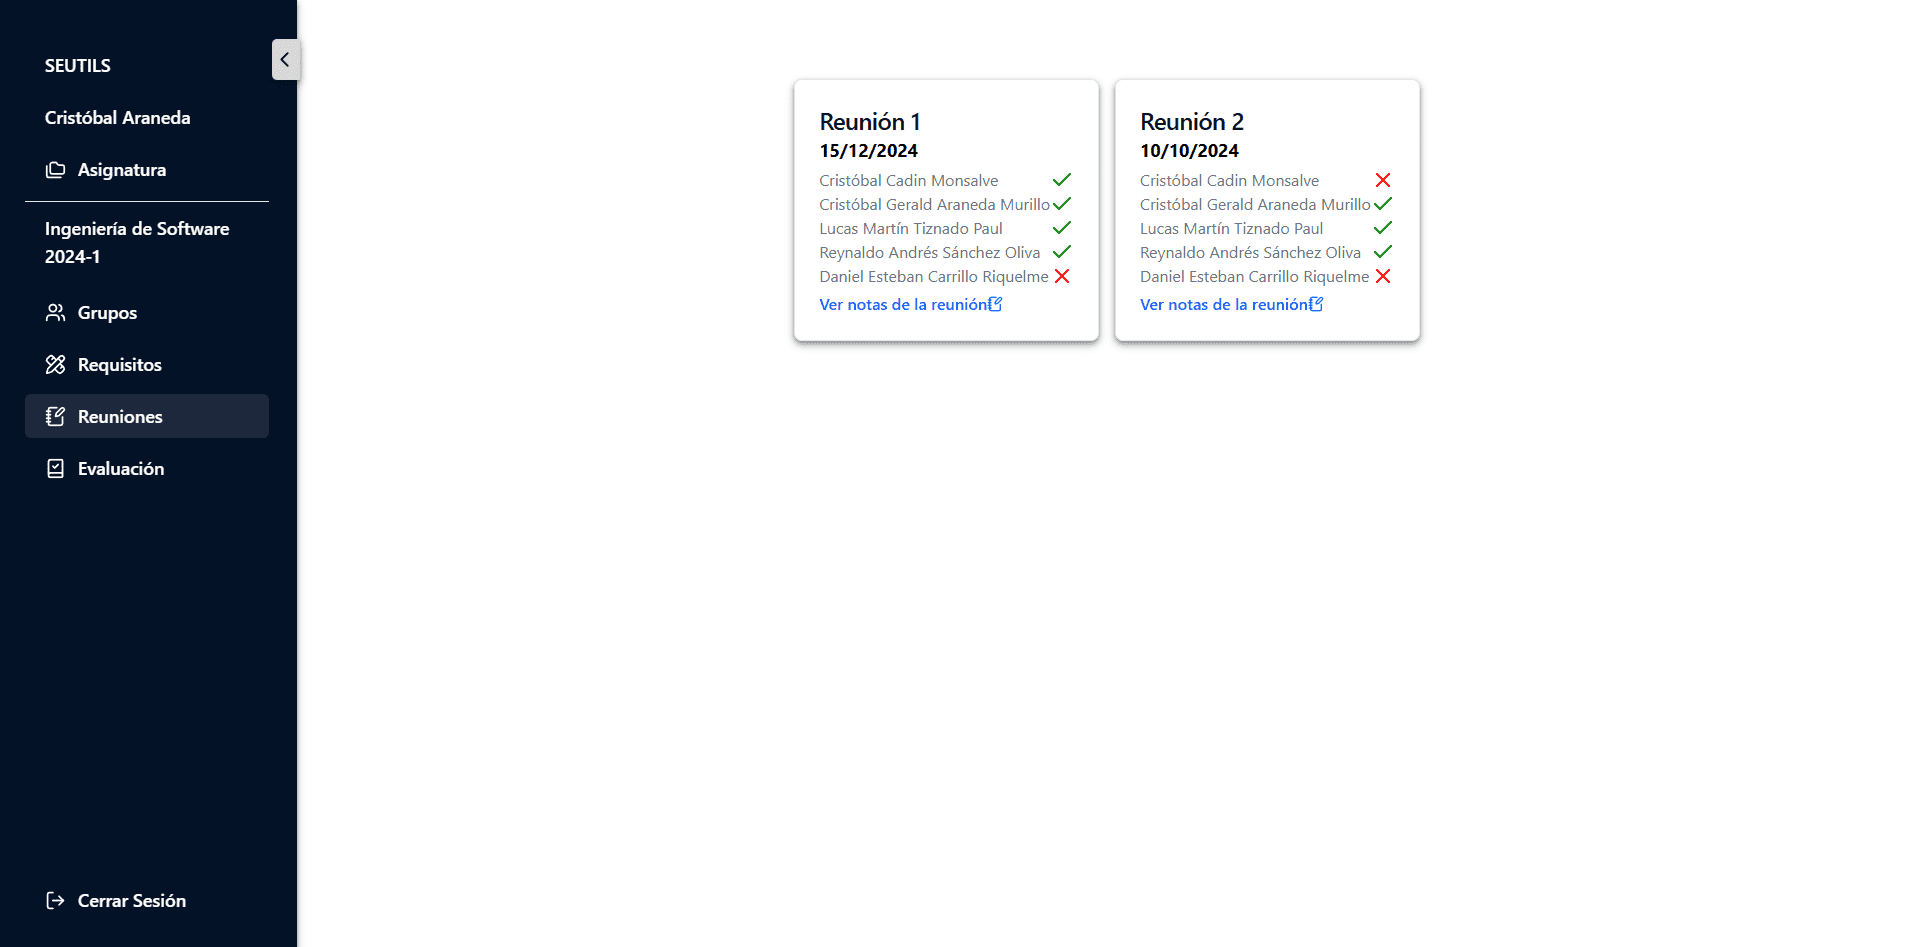 SEUTILS
Cristóbal Araneda
Asignatura
Ingeniería de Software
2024-1
Grupos
Requisitos
Reuniones
Evaluación
Cerrar Sesión
Reunión 1
15/12/2024
Cristóbal Cadin Monsalve
Cristóbal Gerald Araneda Murillo
Lucas Martín Tiznado Paul
Reynaldo Andrés Sánchez Oliva
Daniel Esteban Carrillo Riquelme
Ver notas de la reunión
Reunión 2
10/10/2024
Cristóbal Cadin Monsalve
Cristóbal Gerald Araneda Murillo
Lucas Martín Tiznado Paul
Reynaldo Andrés Sánchez Oliva
Daniel Esteban Carrillo Riquelme
Ver notas de la reunión